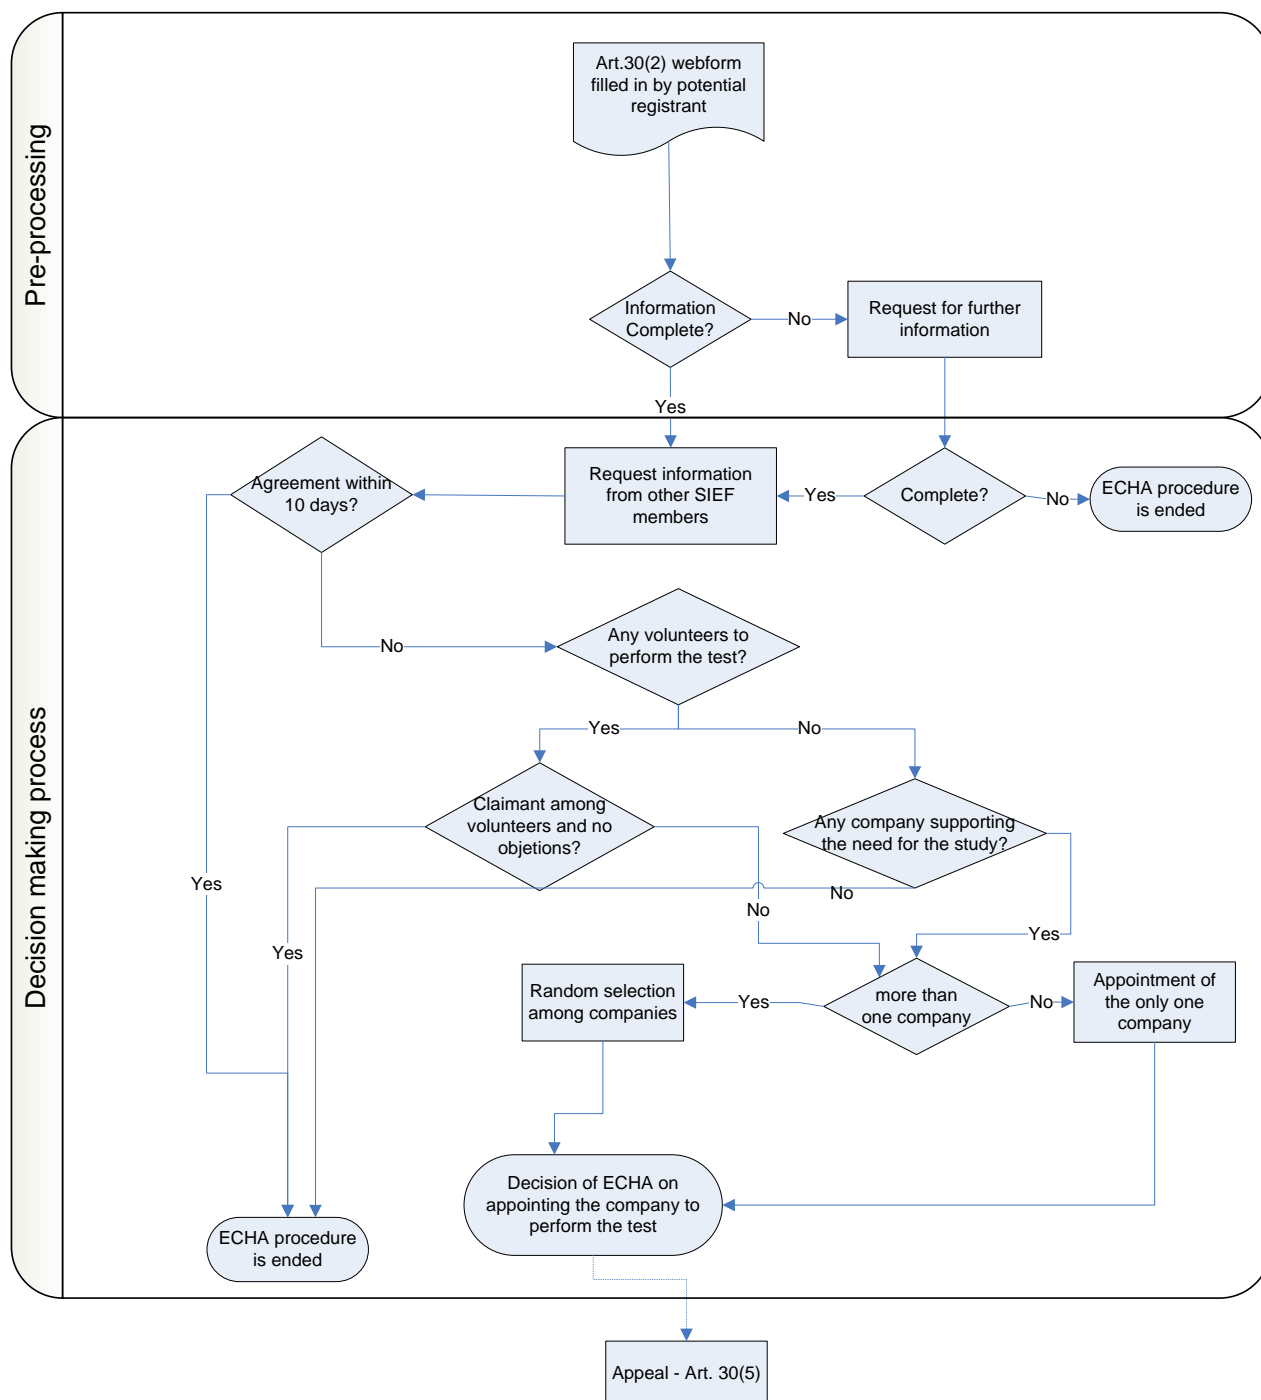 Pre-processing
Art.30(2) webform
filled in by potential
registrant
Information
Complete?
No
Request for further
information
Yes
Decision making process
Agreement within
10 days?
Request information
from other SIEF
members
Yes
Complete?
No
ECHA procedure
is ended
No
Any volunteers to
perform the test?
Yes
No
Claimant among
volunteers and no
objetions?
Any company supporting
the need for the study?
Yes
No
No
Yes
Yes
Random selection
among companies
Yes
more than
one company
No
Appointment of
the only one
company
Decision of ECHA on
appointing the company to
perform the test
ECHA procedure
is ended
Appeal - Art. 30(5)